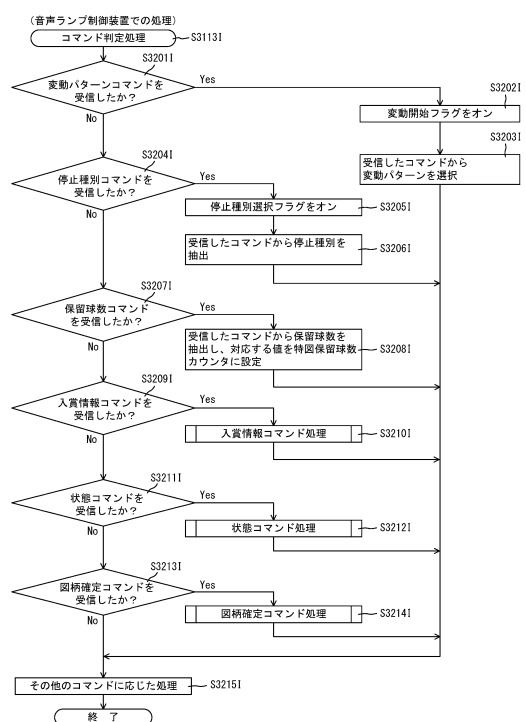 （音声ランプ制御装置での処理）
コマンド判定処理
S3113I
S3201I
変動パターンコマンドを
受信したか？
Yes
No
S3202I
変動開始フラグをオン
S3203I
受信したコマンドから
変動パターンを選択
S3204I
停止種別コマンドを
受信したか？
Yes
No
停止種別選択フラグをオン
S3205I
受信したコマンドから停止種別を
抽出
S3206I
S3207I
保留球数コマンド
を受信したか？
Yes
No
受信したコマンドから保留球数を
抽出し、対応する値を特図保留球数
カウンタに設定
S3208I
S3209I
入賞情報コマンドを
受信したか？
Yes
No
入賞情報コマンド処理
S3210I
S3211I
状態コマンドを
受信したか？
Yes
No
状態コマンド処理
S3212I
S3213I
図柄確定コマンドを
受信したか？
Yes
No
図柄確定コマンド処理
S3214I
その他のコマンドに応じた処理
S3215I
終 了